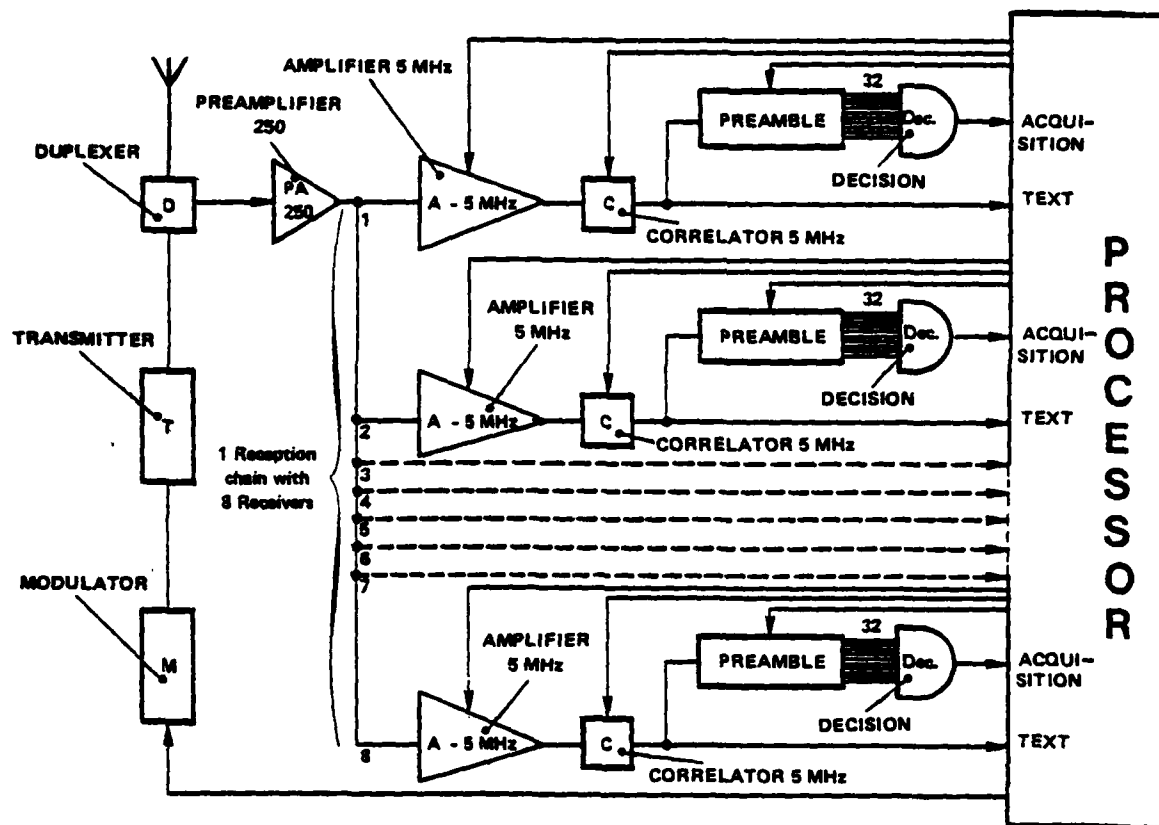 AMPLIFIER 5 MHz
PREAMPLIFIER
250
DUPLEXER
D
PA
250
1
A - 5 MHz
C
CORRELATOR 5 MHz
PREAMBLE
32
Dec.
DECISION
ACQUI-
SITION
TEXT
AMPLIFIER
5 MHz
2
A - 5 MHz
C
CORRELATOR 5 MHz
PREAMBLE
32
Dec.
DECISION
ACQUI-
SITION
TEXT
TRANSMITTER
T
1 Reception
chain with
8 Receivers
3
4
5
6
7
MODULATOR
M
AMPLIFIER
5 MHz
8
A - 5 MHz
C
CORRELATOR 5 MHz
PREAMBLE
32
Dec.
DECISION
ACQUI-
SITION
TEXT
PROCESSOR